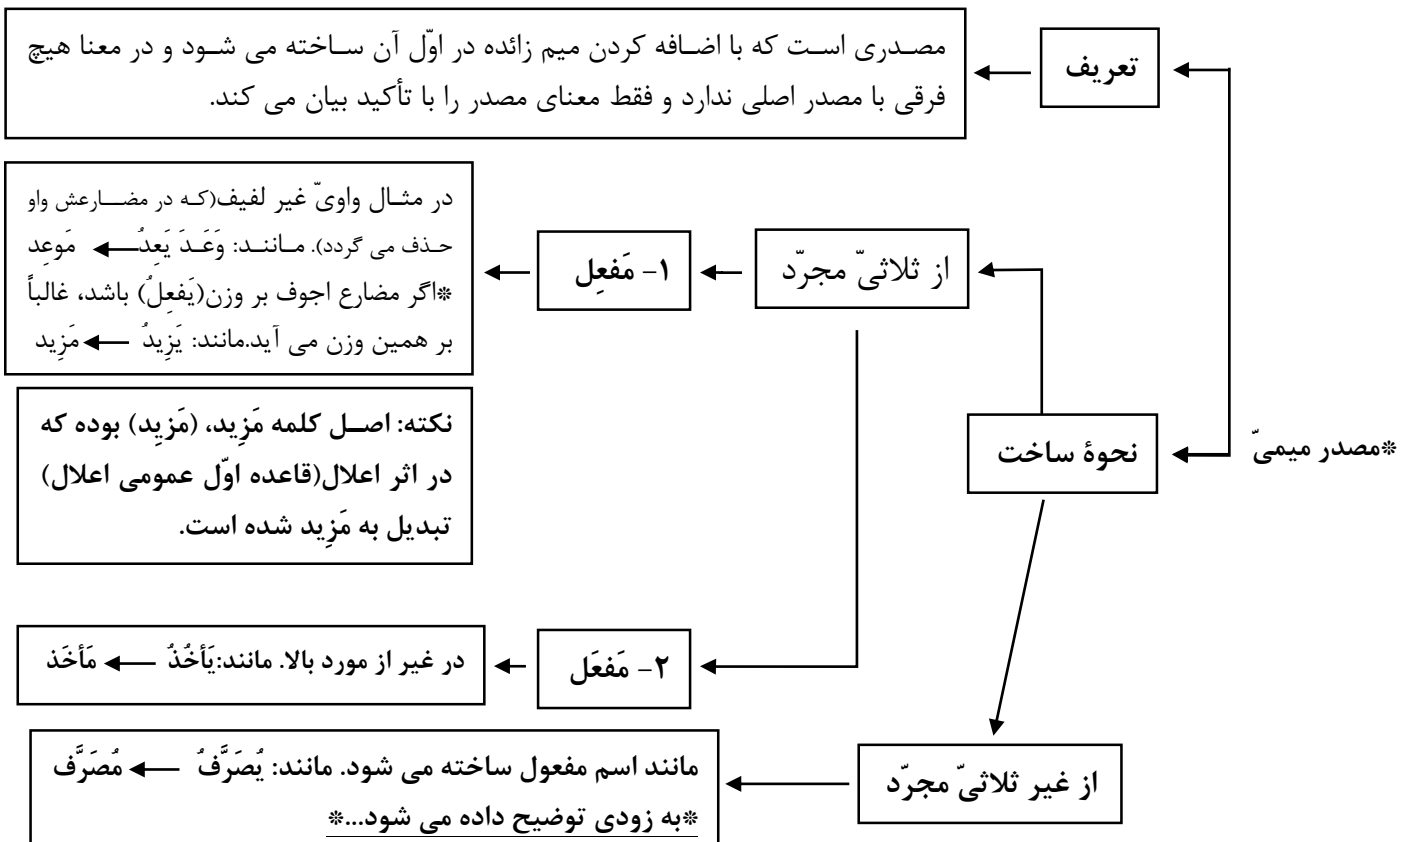 *مصدر میمیّ
تعریف
مصدری است که با اضافه کردن میم زائده در اوّل آن ساخته می شود و در معنا هیچ
فرقی با مصدر اصلی ندارد و فقط معنای مصدر را با تأکید بیان می کند.
نحوۀ ساخت
از ثلاثیّ مجرّد
۱- مَفعِل
در مثال واویّ غیر لفیف(که در مضارعش واو
حذف می گردد). مانند: وَعَدَ یَعِدُ ← مَوعِد
*اگر مضارع اجوف بر وزن(یَفعِلُ) باشد، غالباً
بر همین وزن می آید.مانند: یَزِیدُ ← مَزِید
نکته: اصل کلمه مَزِید، (مَزیِد) بوده که
در اثر اعلال(قاعده اوّل عمومی اعلال)
تبدیل به مَزِید شده است.
۲- مَفعَل
در غیر از مورد بالا. مانند:یَأخُذُ ← مَأخَذ
از غیر ثلاثیّ مجرّد
مانند اسم مفعول ساخته می شود. مانند: یُصَرَّفُ ← مُصَرَّف
*به زودی توضیح داده می شود...*